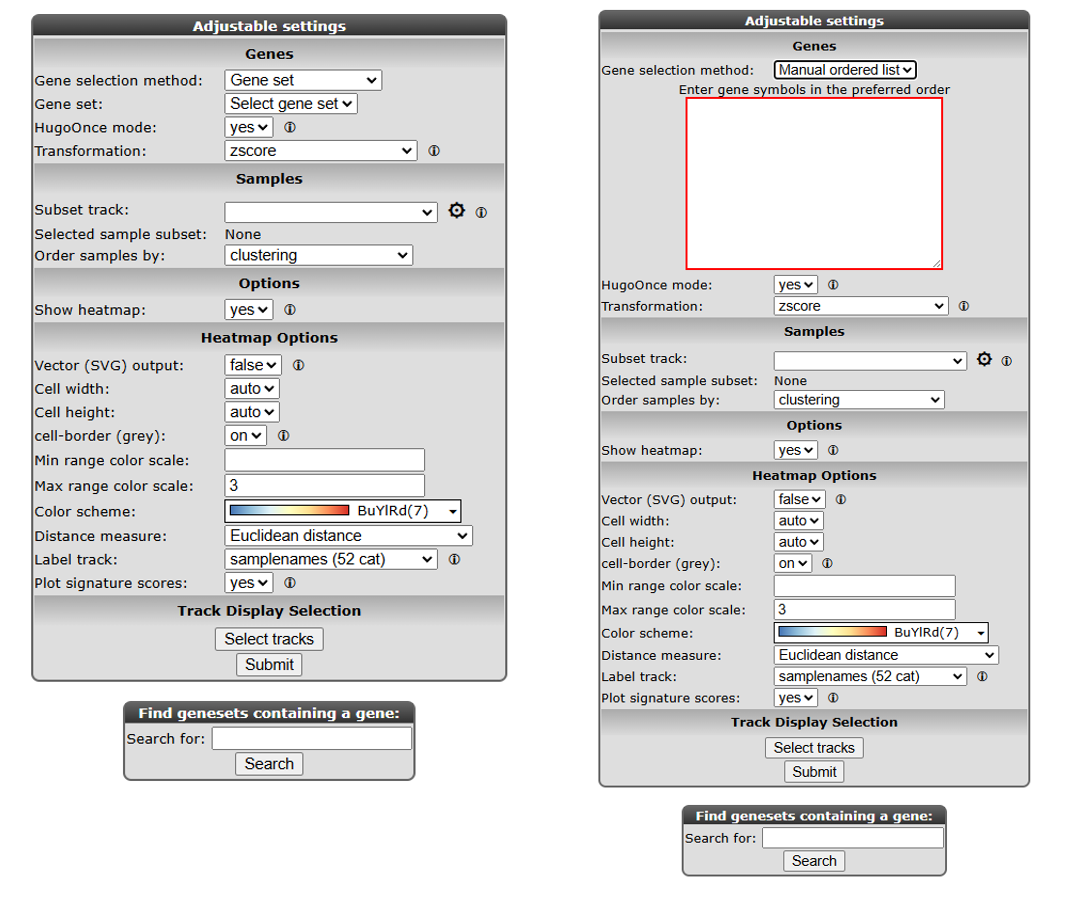 Adjustable settings
Genes
Gene selection method: Gene set
Gene set: Select gene set
HugoOnce mode: yes
Transformation: zscore
Samples
Subset track:
Selected sample subset: None
Order samples by: clustering
Options
Show heatmap: yes
Heatmap Options
Vector (SVG) output: false
Cell width: auto
Cell height: auto
cell-border (grey): on
Min range color scale:
Max range color scale: 3
Color scheme: BuYlRd(7)
Distance measure: Euclidean distance
Label track: samplenames (52 cat)
Plot signature scores: yes
Track Display Selection
Select tracks
Submit
Find genesets containing a gene:
Search for:
Search
Adjustable settings
Genes
Gene selection method: Manual ordered list
Enter gene symbols in the preferred order
HugoOnce mode: yes
Transformation: zscore
Samples
Subset track:
Selected sample subset: None
Order samples by: clustering
Options
Show heatmap: yes
Heatmap Options
Vector (SVG) output: false
Cell width: auto
Cell height: auto
cell-border (grey): on
Min range color scale:
Max range color scale: 3
Color scheme: BuYlRd(7)
Distance measure: Euclidean distance
Label track: samplenames (52 cat)
Plot signature scores: yes
Track Display Selection
Select tracks
Submit
Find genesets containing a gene:
Search for:
Search